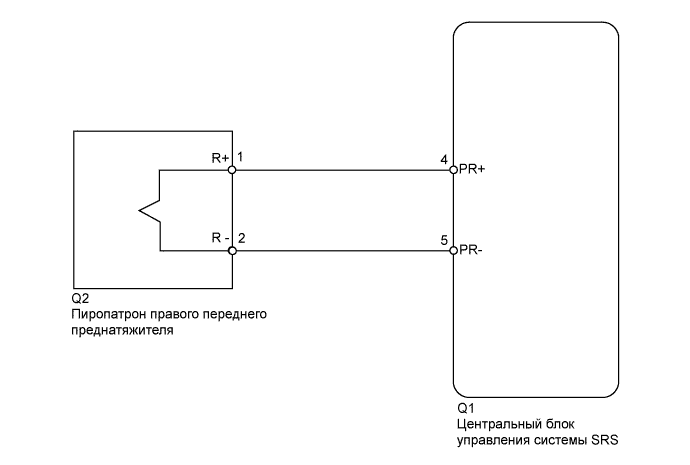 R+ 1
4 PR+
R - 2
5 PR-
Q2
Пиропатрон правого переднего
преднатяжителя
Q1
Центральный блок
управления системы SRS